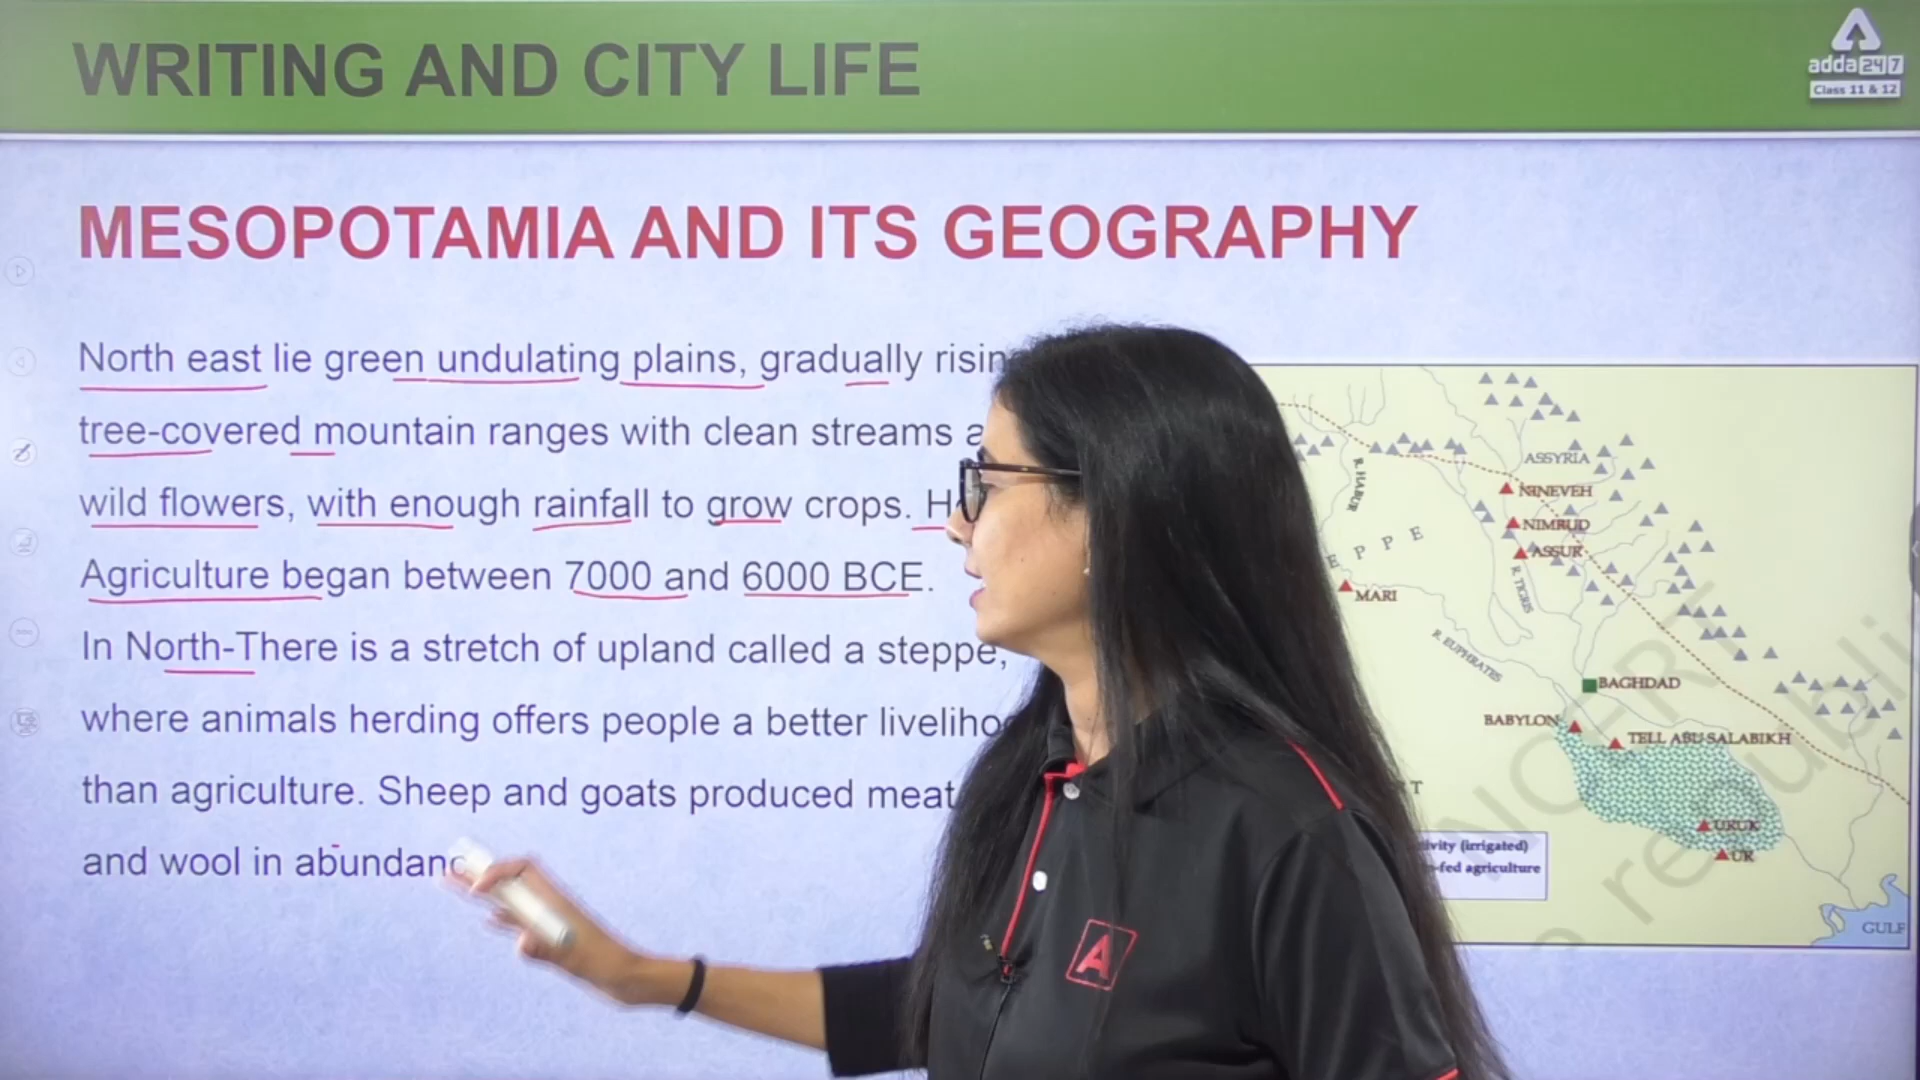 WRITING AND CITY LIFE
adda247
Class 11 & 12
MESOPOTAMIA AND ITS GEOGRAPHY
North east lie green undulating plains, gradually
tree-covered mountain ranges with clean streams
wild flowers, with enough rainfall to grow crops.
Agriculture began between 7000 and 6000 BCE.
In North-There is a stretch of upland called a steppe,
where animals herding offers people a better
than agriculture. Sheep and goats produced meat
and wool in
ASSYRIA
NINEVEH
R. HABUR
NIMRUD
ASSUR
R. TIGRIS
MARI
R. EUPHRATES
BAGHDAD
BABYLON
TELL ABU SALABIKH
URUK
UR
(irrigated)
agriculture
GULF
NCERT
A